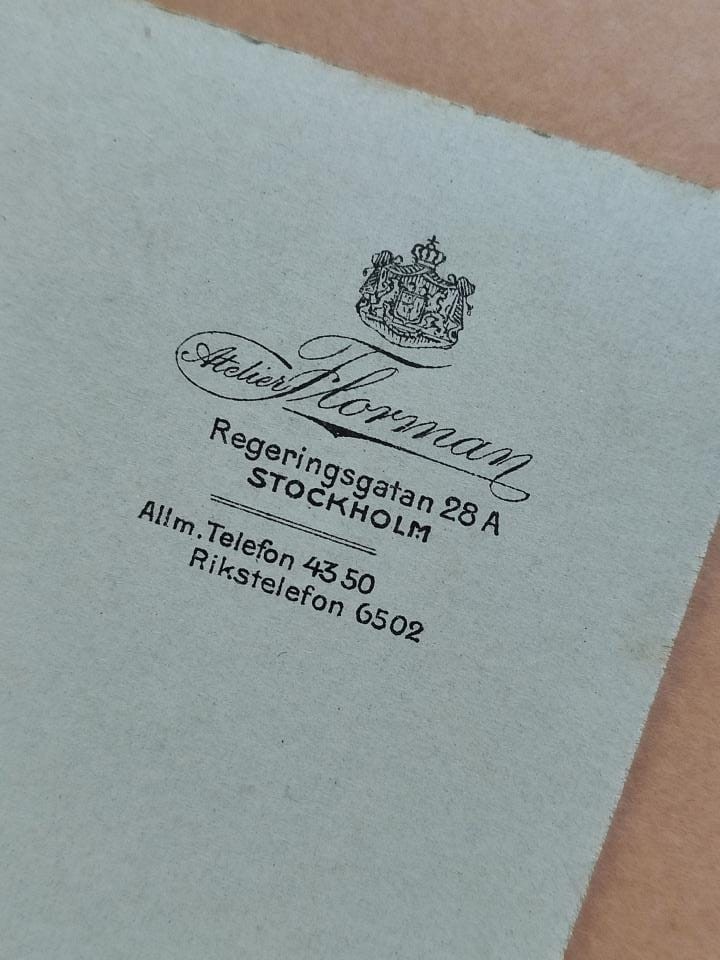 Atelier Florman
Regeringsgatan 28 A
STOCKHOLM
Allm. Telefon 43 50
Rikstelefon 6502